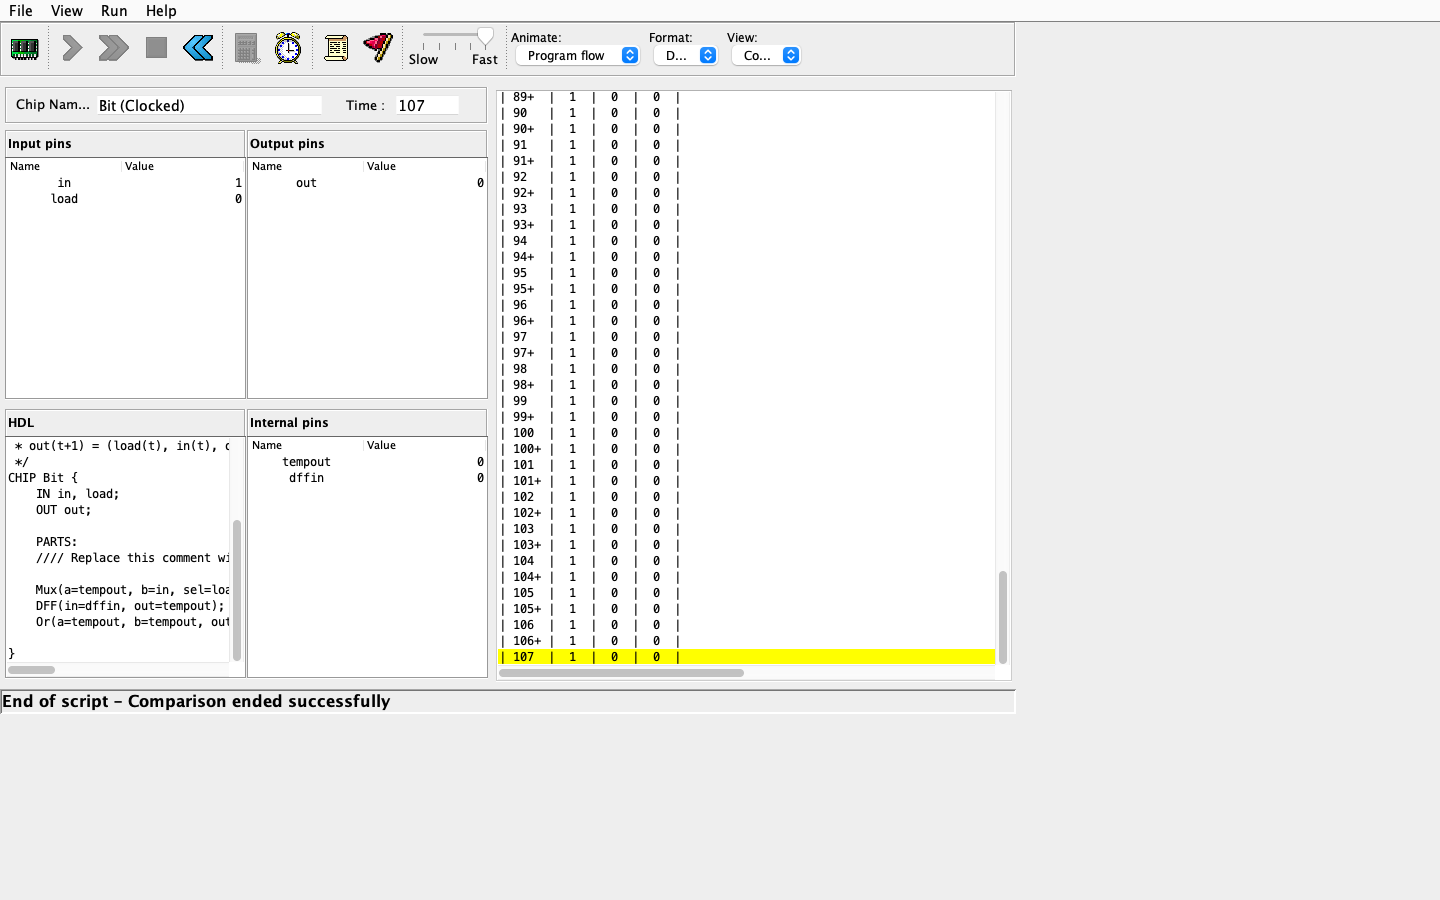 File View Run Help
Animate: Format: View:
Slow Fast Program flow D... Co...
Chip Nam... Bit (Clocked) Time : 107
Input pins
Name Value
in 1
load 0
Output pins
Name Value
out 0
HDL
* out(t+1) = (load(t), in(t),
*/
CHIP Bit {
IN in, load;
OUT out;
PARTS:
//// Replace this comment wi
Mux(a=tempout, b=in, sel=loa
DFF(in=dffin, out=tempout);
Or(a=tempout, b=tempout, out
}
Internal pins
Name Value
tempout 0
dffin 0
| 89+ | 1 | 0 | 0 |
| 90 | 1 | 0 | 0 |
| 90+ | 1 | 0 | 0 |
| 91 | 1 | 0 | 0 |
| 91+ | 1 | 0 | 0 |
| 92 | 1 | 0 | 0 |
| 92+ | 1 | 0 | 0 |
| 93 | 1 | 0 | 0 |
| 93+ | 1 | 0 | 0 |
| 94 | 1 | 0 | 0 |
| 94+ | 1 | 0 | 0 |
| 95 | 1 | 0 | 0 |
| 95+ | 1 | 0 | 0 |
| 96 | 1 | 0 | 0 |
| 96+ | 1 | 0 | 0 |
| 97 | 1 | 0 | 0 |
| 97+ | 1 | 0 | 0 |
| 98 | 1 | 0 | 0 |
| 98+ | 1 | 0 | 0 |
| 99 | 1 | 0 | 0 |
| 99+ | 1 | 0 | 0 |
| 100 | 1 | 0 | 0 |
| 100+ | 1 | 0 | 0 |
| 101 | 1 | 0 | 0 |
| 101+ | 1 | 0 | 0 |
| 102 | 1 | 0 | 0 |
| 102+ | 1 | 0 | 0 |
| 103 | 1 | 0 | 0 |
| 103+ | 1 | 0 | 0 |
| 104 | 1 | 0 | 0 |
| 104+ | 1 | 0 | 0 |
| 105 | 1 | 0 | 0 |
| 105+ | 1 | 0 | 0 |
| 106 | 1 | 0 | 0 |
| 106+ | 1 | 0 | 0 |
| 107 | 1 | 0 | 0 |
End of script – Comparison ended successfully